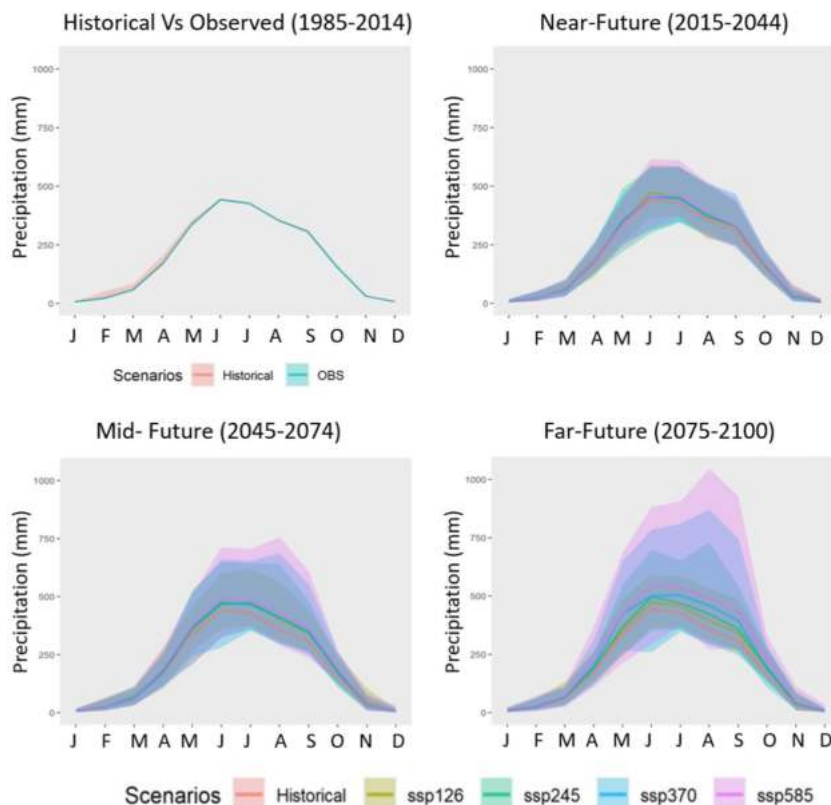 Historical Vs Observed (1985-2014)
Near-Future (2015-2044)
Precipitation (mm)
1000
750
500
250
0
J F M A M J J A S O N D
Scenarios Historical OBS
Precipitation (mm)
1000
750
500
250
0
J F M A M J J A S O N D
Mid- Future (2045-2074)
Far-Future (2075-2100)
Precipitation (mm)
1000
750
500
250
0
J F M A M J J A S O N D
Precipitation (mm)
1000
750
500
250
0
J F M A M J J A S O N D
Scenarios Historical ssp126 ssp245 ssp370 ssp585